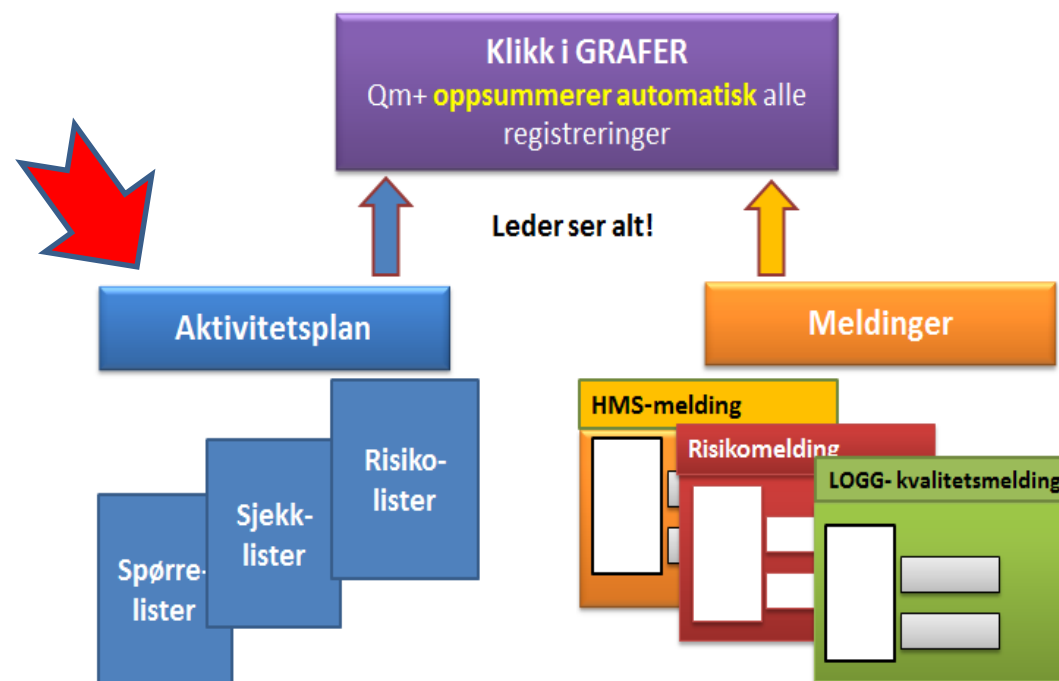 Klikk i GRAFER
Qm+ oppsummerer automatisk alle
registreringer
Leder ser alt!
Aktivitetsplan
Meldinger
Risiko-
lister
Sjekk-
lister
Spørre-
lister
HMS-melding
Risikomelding
LOGG- kvalitetsmelding